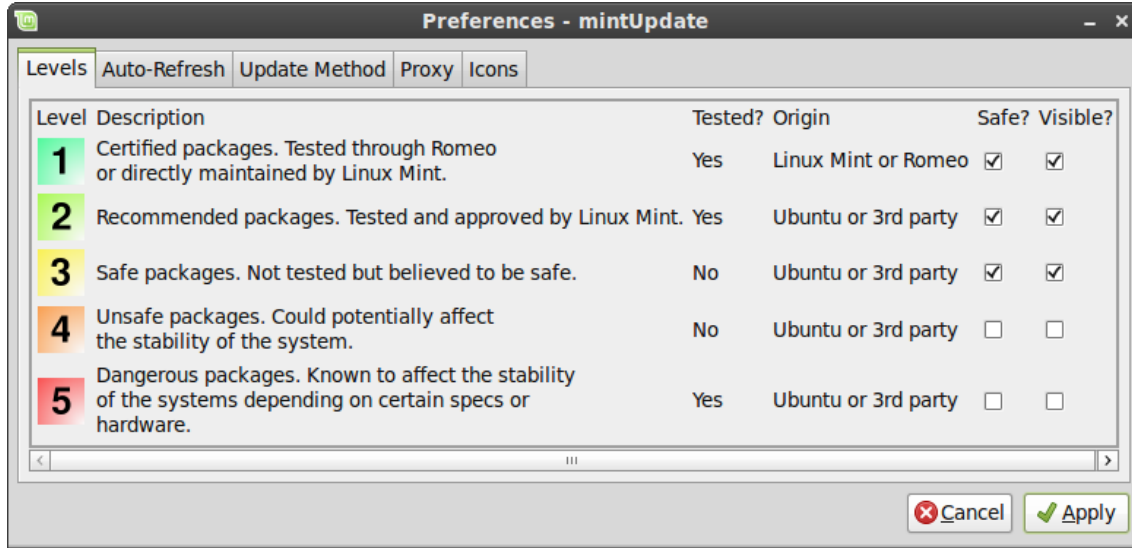 Preferences - mintUpdate
Levels Auto-Refresh Update Method Proxy Icons
Level Description Tested? Origin Safe? Visible?
1 Certified packages. Tested through Romeo
or directly maintained by Linux Mint. Yes Linux Mint or Romeo
2 Recommended packages. Tested and approved by Linux Mint. Yes Ubuntu or 3rd party
3 Safe packages. Not tested but believed to be safe. No Ubuntu or 3rd party
4 Unsafe packages. Could potentially affect
the stability of the system. No Ubuntu or 3rd party
5 Dangerous packages. Known to affect the stability
of the systems depending on certain specs or
hardware. Yes Ubuntu or 3rd party
Cancel Apply